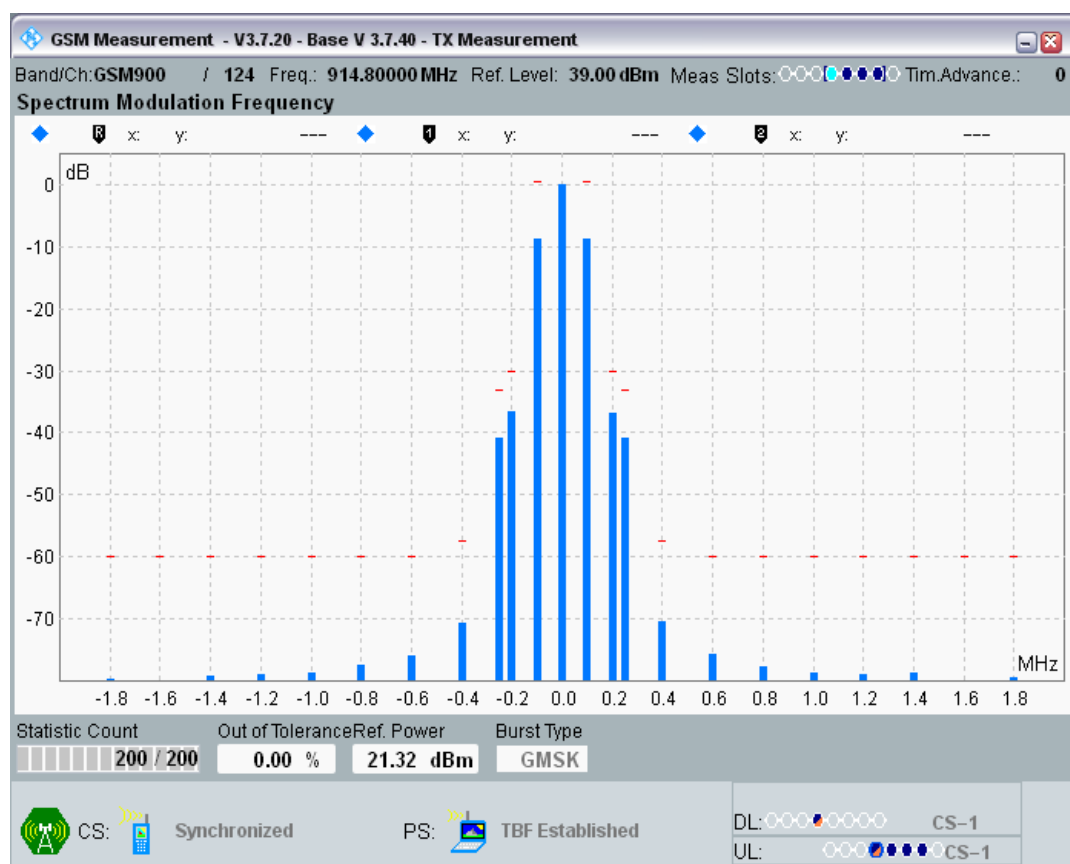 GSM Measurement - V3.7.20 - Base V 3.7.40 - TX Measurement
Band/Ch:GSM900 / 124 Freq.: 914.80000 MHz Ref. Level: 39.00 dBm Meas Slots: Tim.Advance.: 0
Spectrum Modulation Frequency
R x: y: --- 1 x: y: --- 2 x: y: ---
dB
0
-10
-20
-30
-40
-50
-60
-70
MHz
-1.8 -1.6 -1.4 -1.2 -1.0 -0.8 -0.6 -0.4 -0.2 0.0 0.2 0.4 0.6 0.8 1.0 1.2 1.4 1.6 1.8
Statistic Count Out of Tolerance Ref. Power Burst Type
200 / 200 0.00 % 21.32 dBm GMSK
CS: Synchronized PS: TBF Established
DL: CS-1
UL: CS-1